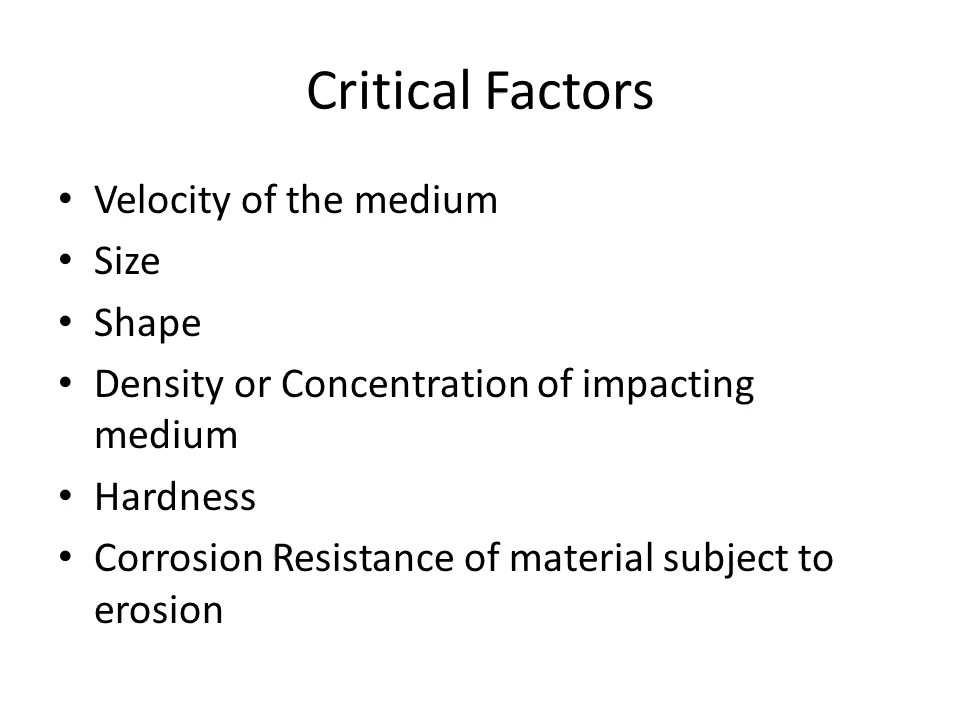 Critical Factors
• Velocity of the medium
• Size
• Shape
• Density or Concentration of impacting
medium
• Hardness
• Corrosion Resistance of material subject to
erosion